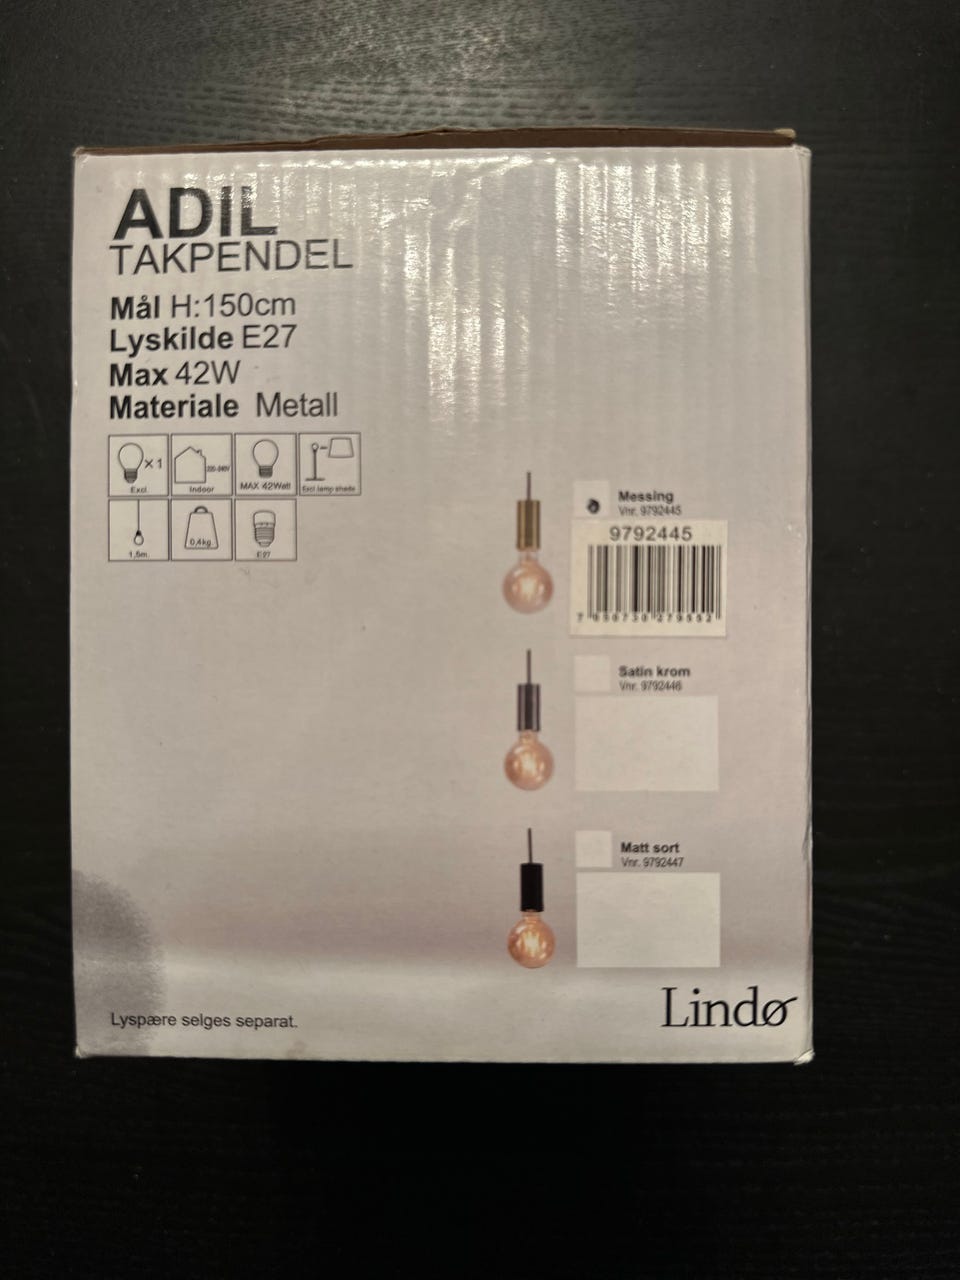 ADIL
TAKPENDEL
Mål H:150cm
Lyskilde E27
Max 42W
Materiale Metall
X 1
Excl.
220-240V
Indoor
MAX 42Watt
Excl lamp shade
1,5m.
0,4kg
E27
Messing
Vnr. 9792445
9792445
Satin krom
Vnr. 9792446
Matt sort
Vnr. 9792447
Lyspære selges separat.
Lindø